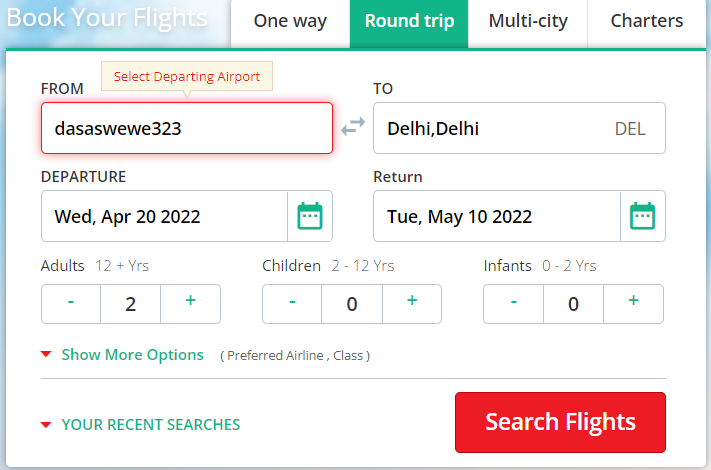 Book Your Flights
One way Round trip Multi-city Charters
Select Departing Airport
FROM TO
dasaswewe323 Delhi,Delhi DEL
DEPARTURE Return
Wed, Apr 20 2022 Tue, May 10 2022
Adults 12 + Yrs Children 2 - 12 Yrs Infants 0 - 2 Yrs
- 2 + - 0 + - 0 +
Show More Options ( Preferred Airline , Class )
YOUR RECENT SEARCHES Search Flights